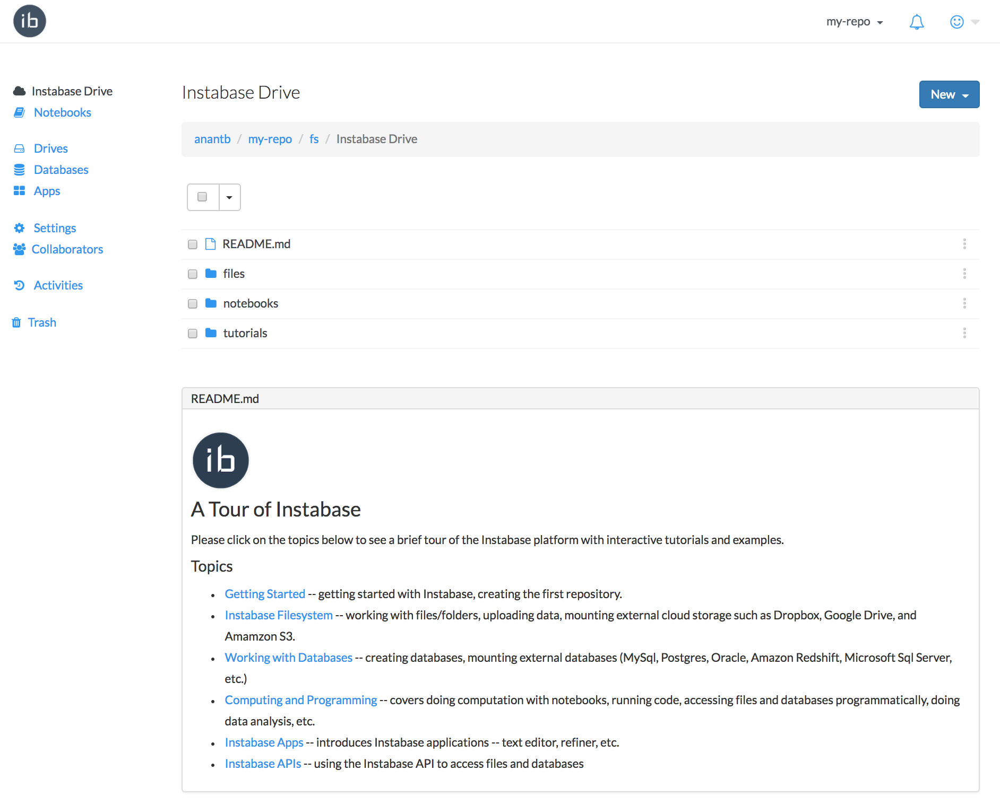 ib
my-repo
Instabase Drive
Notebooks
Drives
Databases
Apps
Settings
Collaborators
Activities
Trash
Instabase Drive
New
anantb / my-repo / fs / Instabase Drive
README.md
files
notebooks
tutorials
README.md
ib
A Tour of Instabase
Please click on the topics below to see a brief tour of the Instabase platform with interactive tutorials and examples.
Topics
• Getting Started -- getting started with Instabase, creating the first repository.
• Instabase Filesystem -- working with files/folders, uploading data, mounting external cloud storage such as Dropbox, Google Drive, and
Amamzon S3.
• Working with Databases -- creating databases, mounting external databases (MySql, Postgres, Oracle, Amazon Redshift, Microsoft Sql Server,
etc.)
• Computing and Programming -- covers doing computation with notebooks, running code, accessing files and databases programmatically, doing
data analysis, etc.
• Instabase Apps -- introduces Instabase applications -- text editor, refiner, etc.
• Instabase APIs -- using the Instabase API to access files and databases